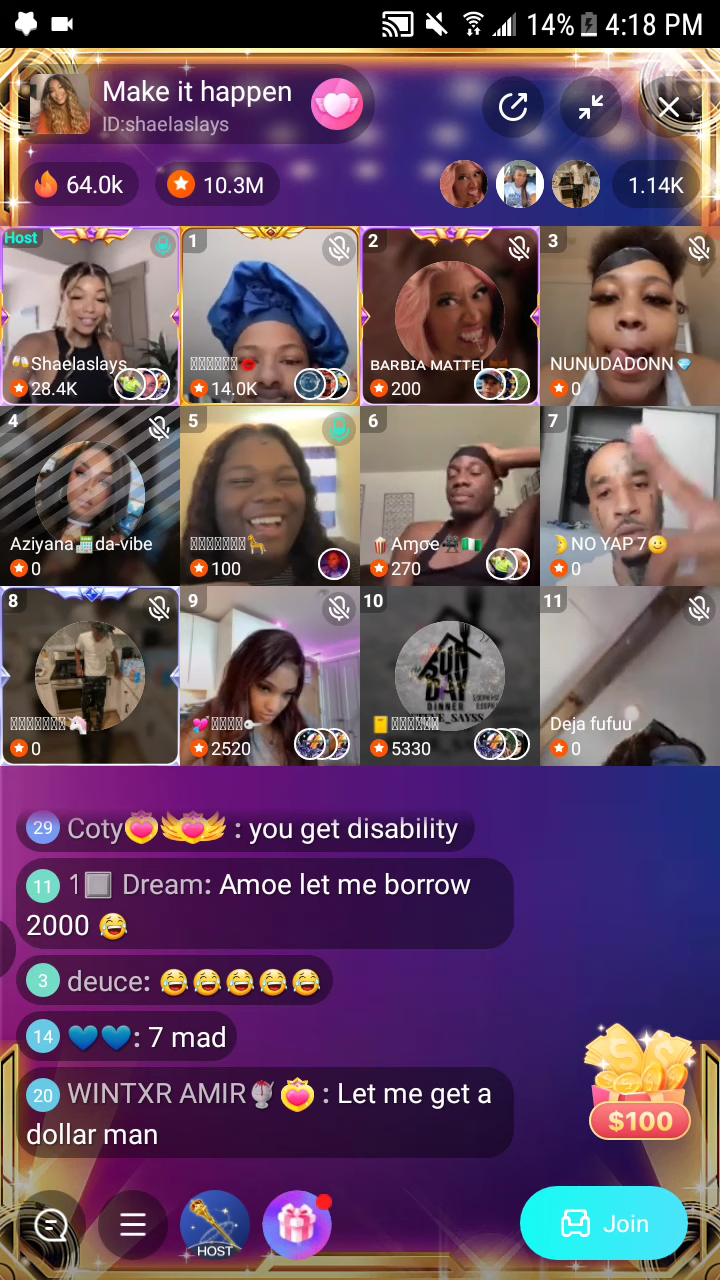 14% 4:18 PM
Make it happen
ID:shaelaslays
64.0k 10.3M 1.14K
Host
🥂Shaelaslays
28.4K
1
💋
14.0K
2
BARBIA MATTEL
200
3
NUNUDADONN💎
0
4
Aziyana🏪da-vibe
0
5
🐎
100
6
🍿Amoe🇳🇬
270
7
🌛NO YAP 7🌝
0
8
🦄
0
9
💘
2520
10
SUN
DAY
DINNER
5330
11
Deja fufuu
0
29 Coty : you get disability
11 1 Dream: Amoe let me borrow
2000 😂
3 deuce: 😂😂😂😂😂
14 💙💙: 7 mad
20 WINTXR AMIR : Let me get a
dollar man
$100
HOST
Join